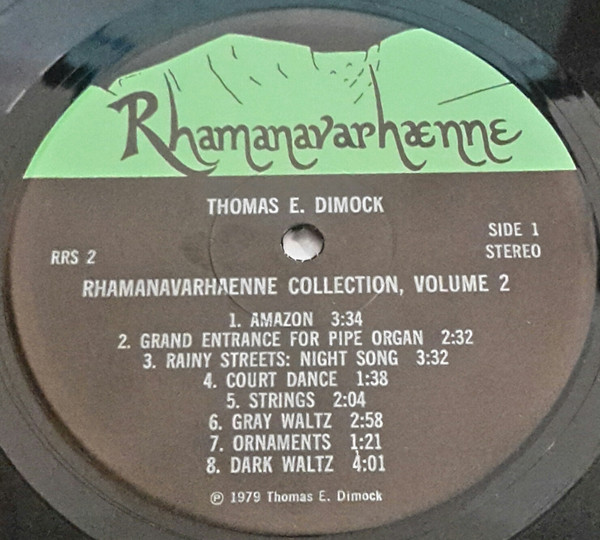 Rhamanavarhænne
THOMAS E. DIMOCK
SIDE 1
RRS 2
STEREO
RHAMANAVARHAENNE COLLECTION, VOLUME 2
1. AMAZON 3:34
2. GRAND ENTRANCE FOR PIPE ORGAN 2:32
3. RAINY STREETS: NIGHT SONG 3:32
4. COURT DANCE 1:38
5. STRINGS 2:04
6. GRAY WALTZ 2:58
7. ORNAMENTS 1:21
8. DARK WALTZ 4:01
℗ 1979 Thomas E. Dimock